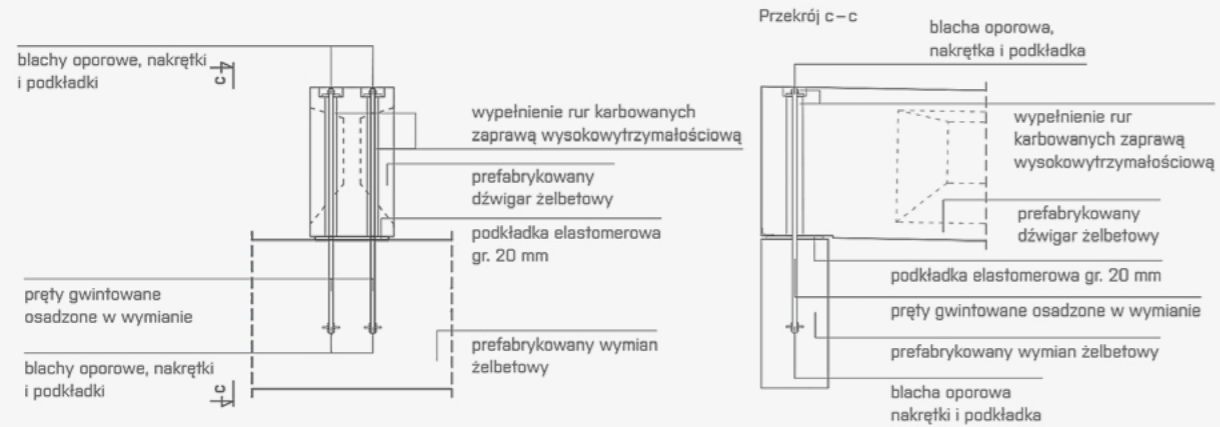 blachy oporowe, nakrętki
i podkładki
c
wypełnienie rur karbowanych
zaprawą wysokowytrzymałościową
prefabrykowany
dźwigar żelbetowy
podkładka elastomerowa
gr. 20 mm
pręty gwintowane
osadzone w wymianie
prefabrykowany wymian
żelbetowy
blachy oporowe, nakrętki
i podkładki
c
Przekrój c–c
blacha oporowa,
nakrętka i podkładka
wypełnienie rur
karbowanych zaprawą
wysokowytrzymałościową
prefabrykowany
dźwigar żelbetowy
podkładka elastomerowa gr. 20 mm
pręty gwintowane osadzone w wymianie
prefabrykowany wymian żelbetowy
blacha oporowa
nakrętki i podkładka